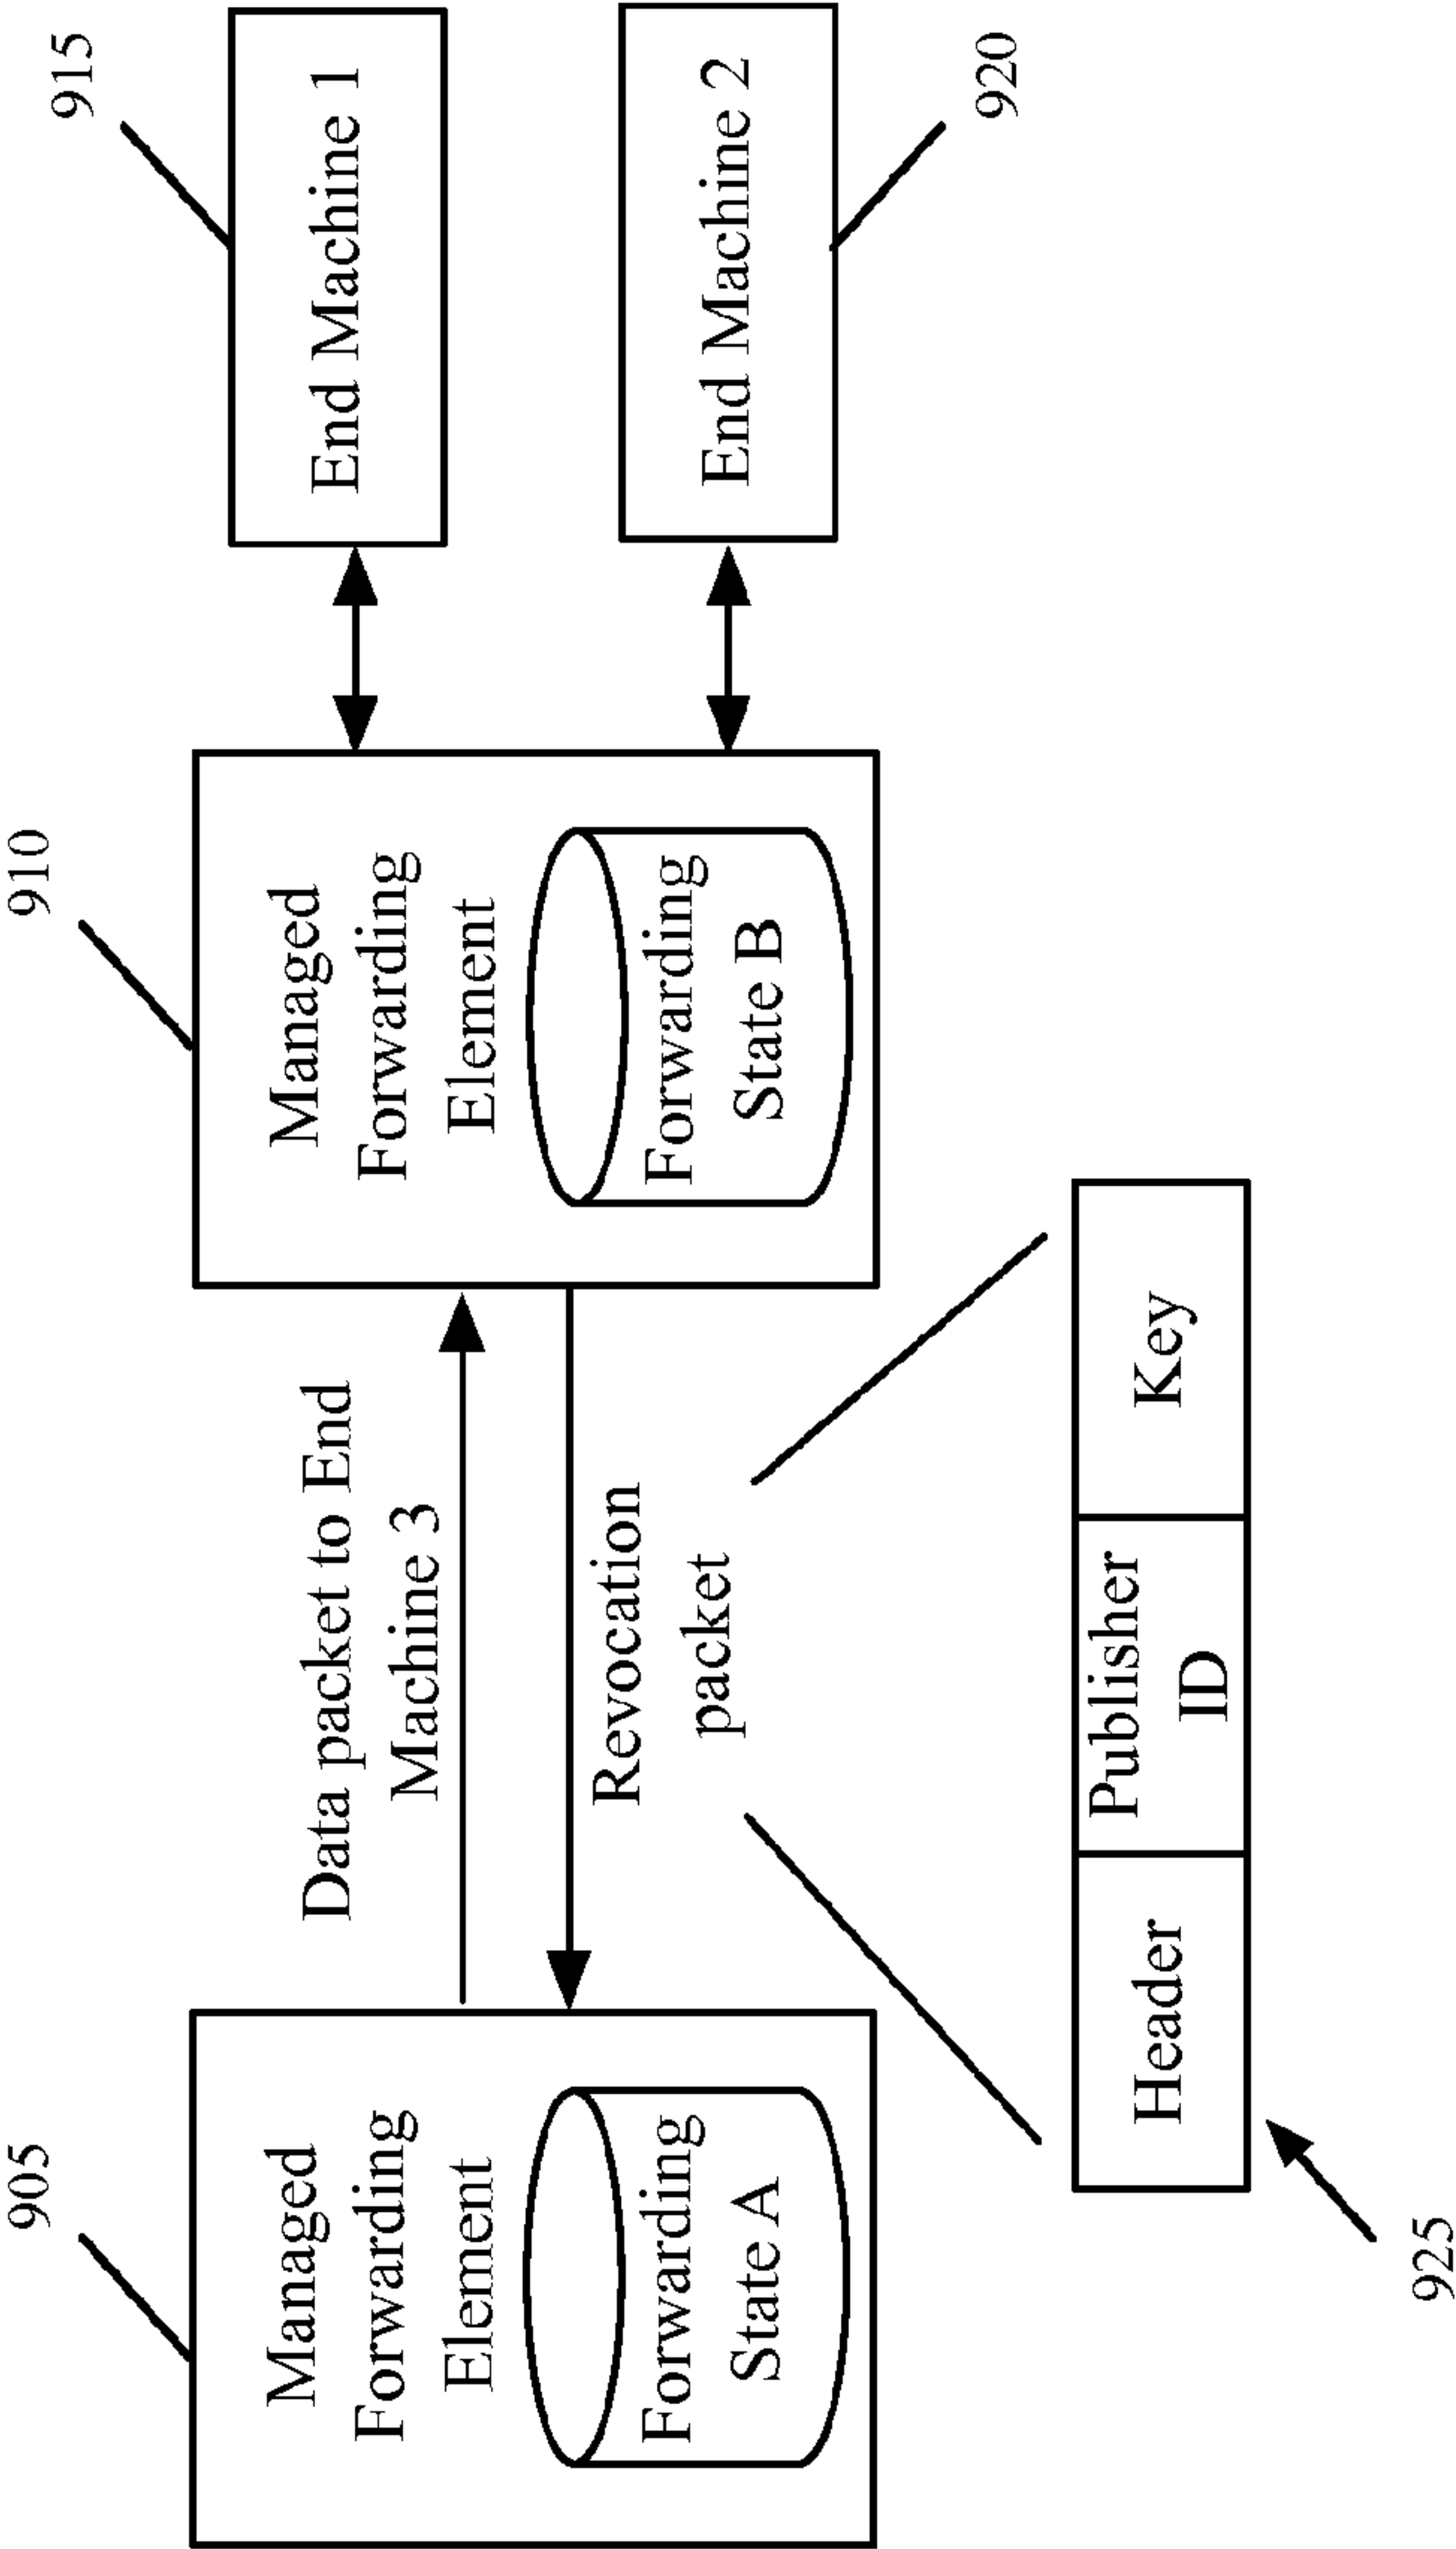 905
910
915
Managed
Forwarding
Element
Forwarding
State A
Data packet to End
Machine 3
Revocation
packet
Managed
Forwarding
Element
Forwarding
State B
End Machine 1
End Machine 2
920
Header
Publisher
ID
Key
925